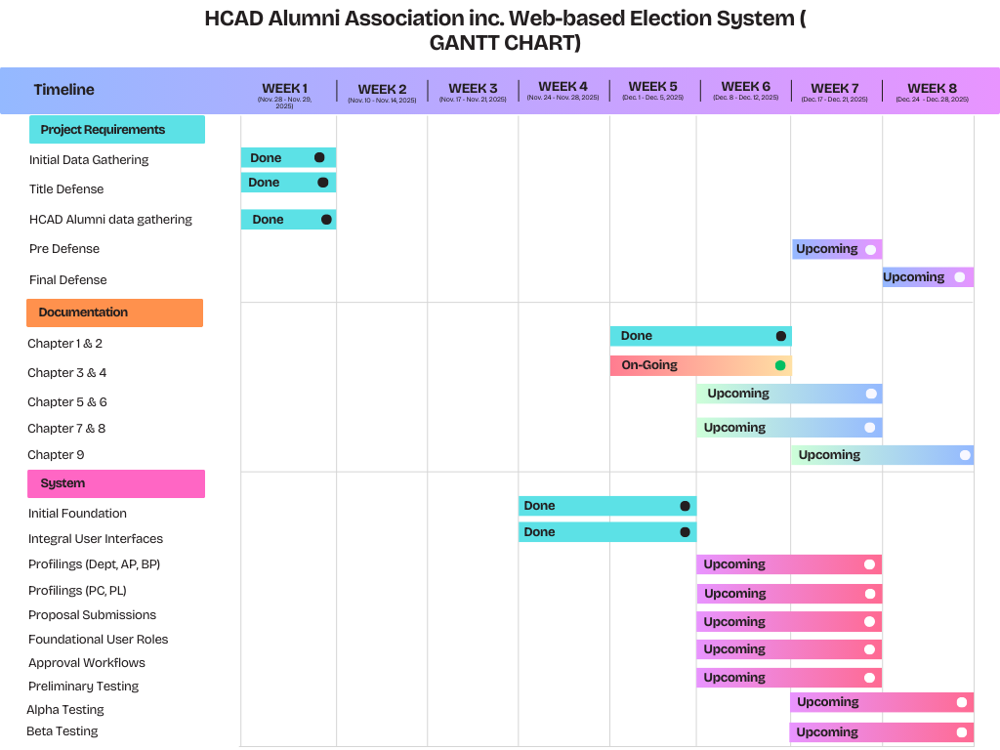 HCAD Alumni Association inc. Web-based Election System (
GANTT CHART)
Timeline
WEEK 1
(Nov. 28 - Nov. 29,
2025)
WEEK 2
(Nov. 10 - Nov. 14, 2025)
WEEK 3
(Nov. 17 - Nov. 21, 2025)
WEEK 4
(Nov. 24 - Nov. 28, 2025)
WEEK 5
(Dec. 1 - Dec. 5, 2025)
WEEK 6
(Dec. 8 - Dec. 12, 2025)
WEEK 7
(Dec. 17 - Dec. 21, 2025)
WEEK 8
(Dec. 24 - Dec. 28, 2025)
Project Requirements
Initial Data Gathering
Done
Title Defense
Done
HCAD Alumni data gathering
Done
Pre Defense
Upcoming
Final Defense
Upcoming
Documentation
Chapter 1 & 2
Done
Chapter 3 & 4
On-Going
Chapter 5 & 6
Upcoming
Chapter 7 & 8
Upcoming
Chapter 9
Upcoming
System
Initial Foundation
Done
Integral User Interfaces
Done
Profilings (Dept, AP, BP)
Upcoming
Profilings (PC, PL)
Upcoming
Proposal Submissions
Upcoming
Foundational User Roles
Upcoming
Approval Workflows
Upcoming
Preliminary Testing
Alpha Testing
Upcoming
Beta Testing
Upcoming